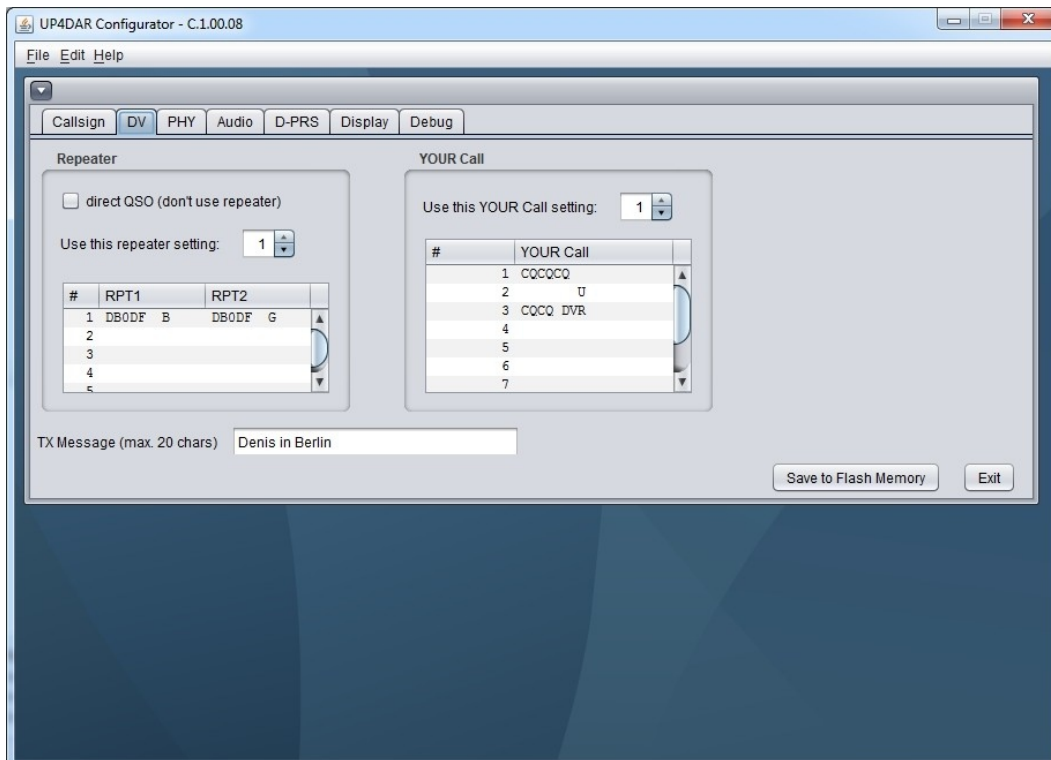 UP4DAR Configurator - C.1.00.08
File Edit Help
Callsign DV PHY Audio D-PRS Display Debug
Repeater
direct QSO (don't use repeater)
Use this repeater setting: 1
# RPT1 RPT2
1 DB0DF B DB0DF G
2
3
4
5
YOUR Call
Use this YOUR Call setting: 1
# YOUR Call
1 CQCQCQ
2 U
3 CQCQ DVR
4
5
6
7
TX Message (max. 20 chars) Denis in Berlin
Save to Flash Memory Exit